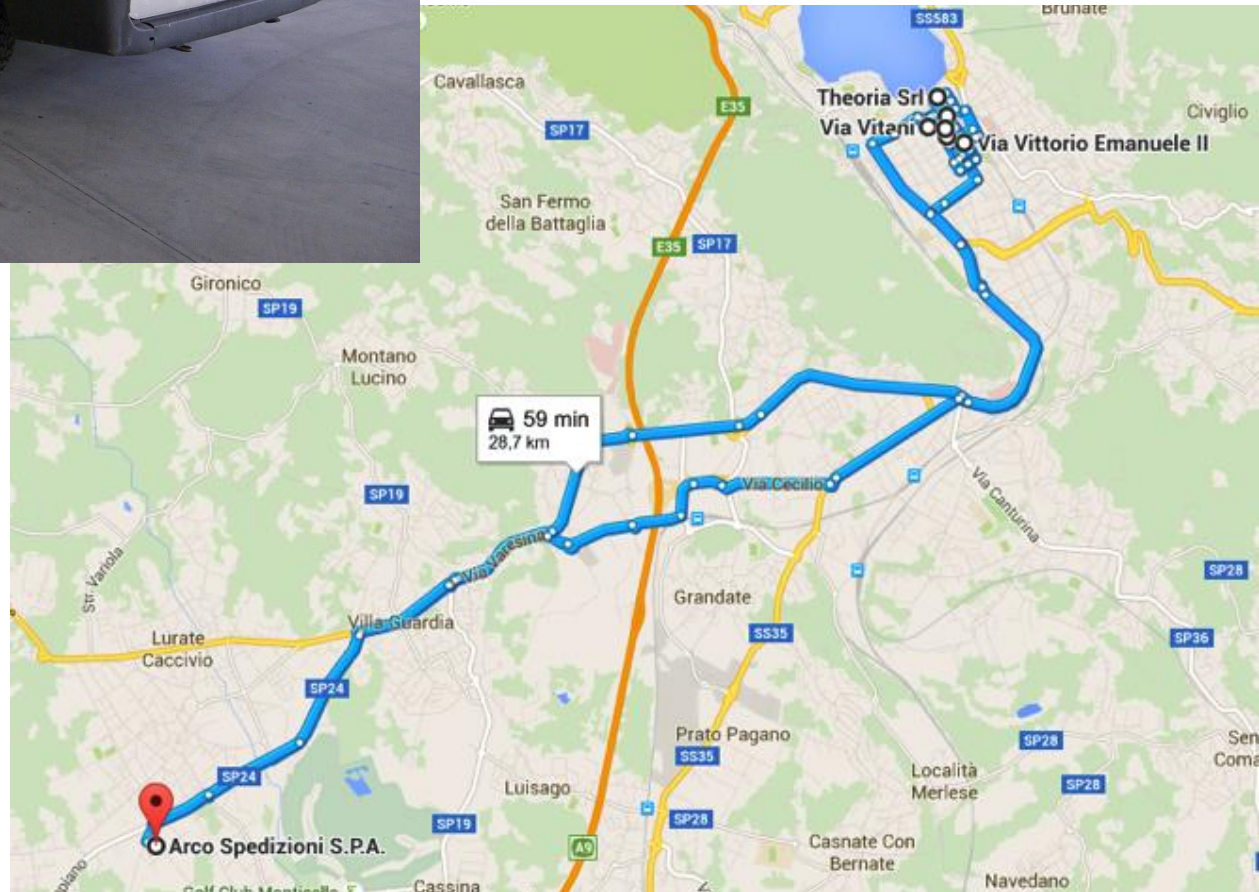 SS583
Brunate
Cavallasca
E35
Theoria Srl
Civiglio
SP17
Via Vitani
Via Vittorio Emanuele II
San Fermo
della Battaglia
E35
SP17
Gironico
SP19
Montano
Lucino
59 min
28,7 km
SP19
Via Cecilio
Via Canturina
Via Varesina
Str. Variola
SP28
Grandate
Villa Guardia
Lurate
Caccivio
SS35
SP36
SP24
Prato Pagano
SP28
SS35
SP24
Località
Merlese
Luisago
SP28
Arco Spedizioni S.P.A.
SP19
SP28
A9
Casnate Con
Bernate
Cassina
Navedano